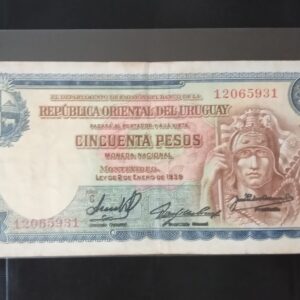 EL DEPARTAMENTO DE EMISION DEL BANCO DE LA
12065931
REPÚBLICA ORIENTAL DEL URUGUAY
PAGARÁ AL PORTADOR Y A LA VISTA
CINCUENTA PESOS
MONEDA NACIONAL
MONTEVIDEO
LEY DE 2 DE ENERO DE 1939
12065931